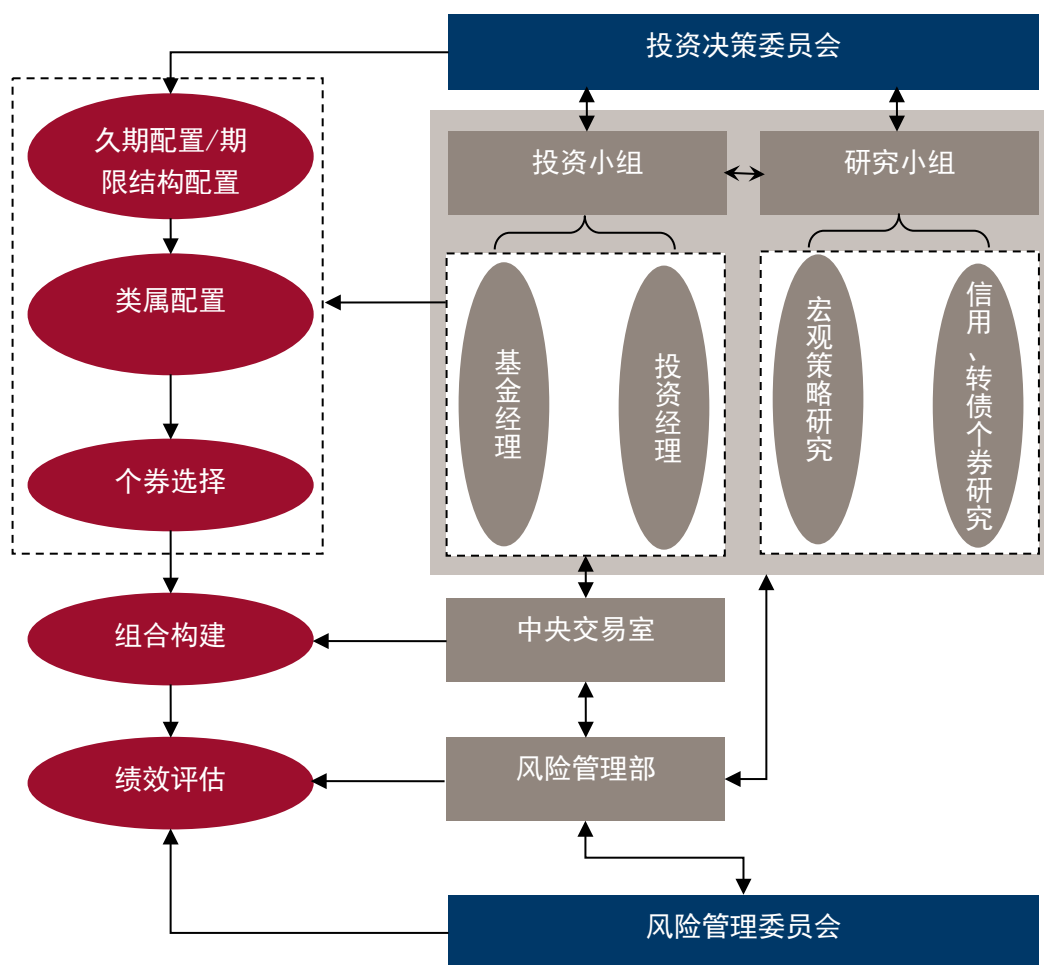 投资决策委员会
久期配置/期
限结构配置
投资小组
研究小组
类属配置
基金经理
投资经理
宏观策略研究
信用、转债个券研究
个券选择
组合构建
中央交易室
绩效评估
风险管理部
风险管理委员会